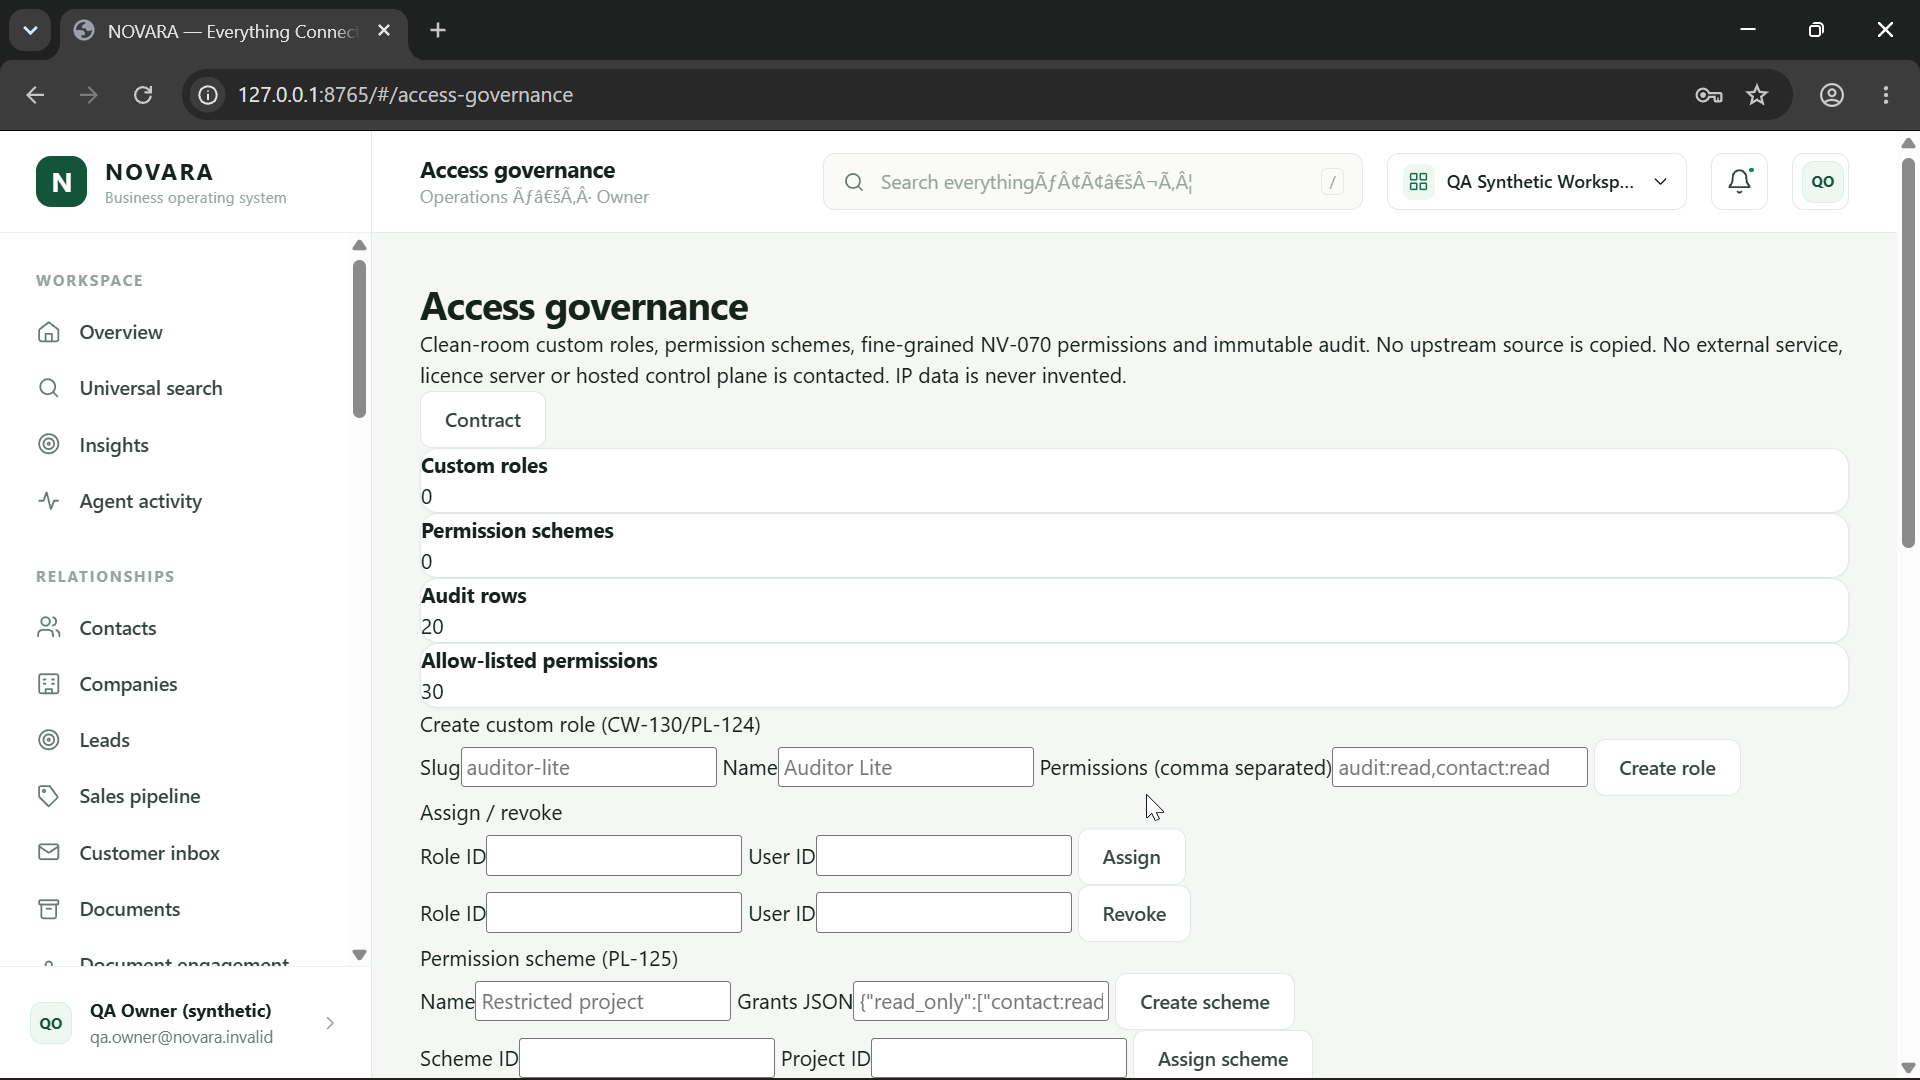 NOVARA — Everything Connec
127.0.0.1:8765/#/access-governance
N
NOVARA
Business operating system
Access governance
Operations Ãƒâ€šÃ‚Â· Owner
Search everythingÃƒÂ¢Ã¢â€šÂ¬Ã‚Â¦
/
QA Synthetic Worksp...
QO
WORKSPACE
Overview
Universal search
Insights
Agent activity
RELATIONSHIPS
Contacts
Companies
Leads
Sales pipeline
Customer inbox
Documents
Document engagement
QO
QA Owner (synthetic)
qa.owner@novara.invalid
Access governance
Clean-room custom roles, permission schemes, fine-grained NV-070 permissions and immutable audit. No upstream source is copied. No external service,
licence server or hosted control plane is contacted. IP data is never invented.
Contract
Custom roles
0
Permission schemes
0
Audit rows
20
Allow-listed permissions
30
Create custom role (CW-130/PL-124)
Slug auditor-lite Name Auditor Lite Permissions (comma separated) audit:read,contact:read Create role
Assign / revoke
Role ID User ID Assign
Role ID User ID Revoke
Permission scheme (PL-125)
Name Restricted project Grants JSON {"read_only":["contact:read Create scheme
Scheme ID Project ID Assign scheme